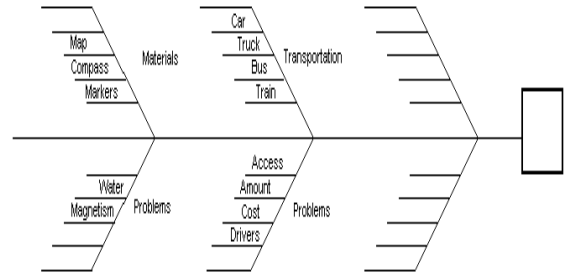 Car
Map
Truck
Materials
Transportation
Compass
Bus
Markers
Train
Access
Water
Amount
Magnetism
Problems
Cost
Problems
Drivers